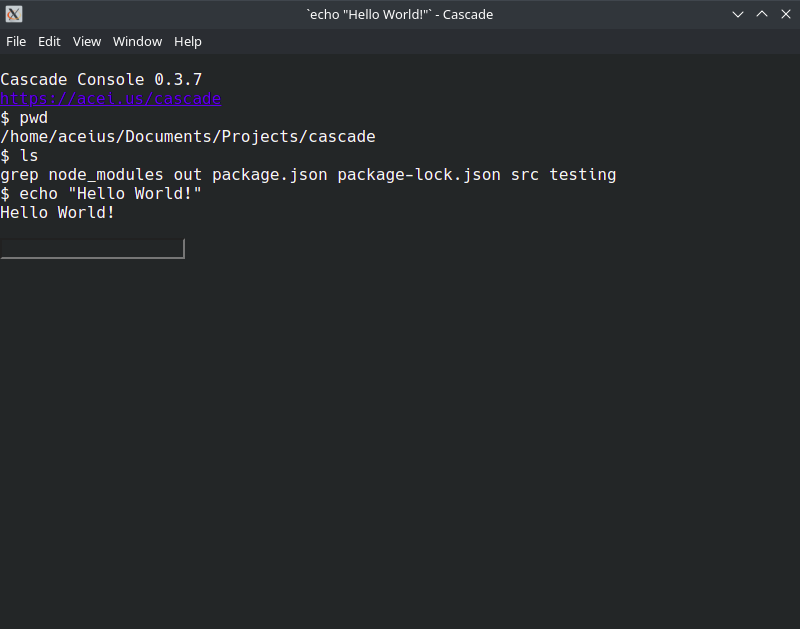 `echo "Hello World!"` - Cascade
File Edit View Window Help
Cascade Console 0.3.7
https://acei.us/cascade
$ pwd
/home/aceius/Documents/Projects/cascade
$ ls
grep node_modules out package.json package-lock.json src testing
$ echo "Hello World!"
Hello World!